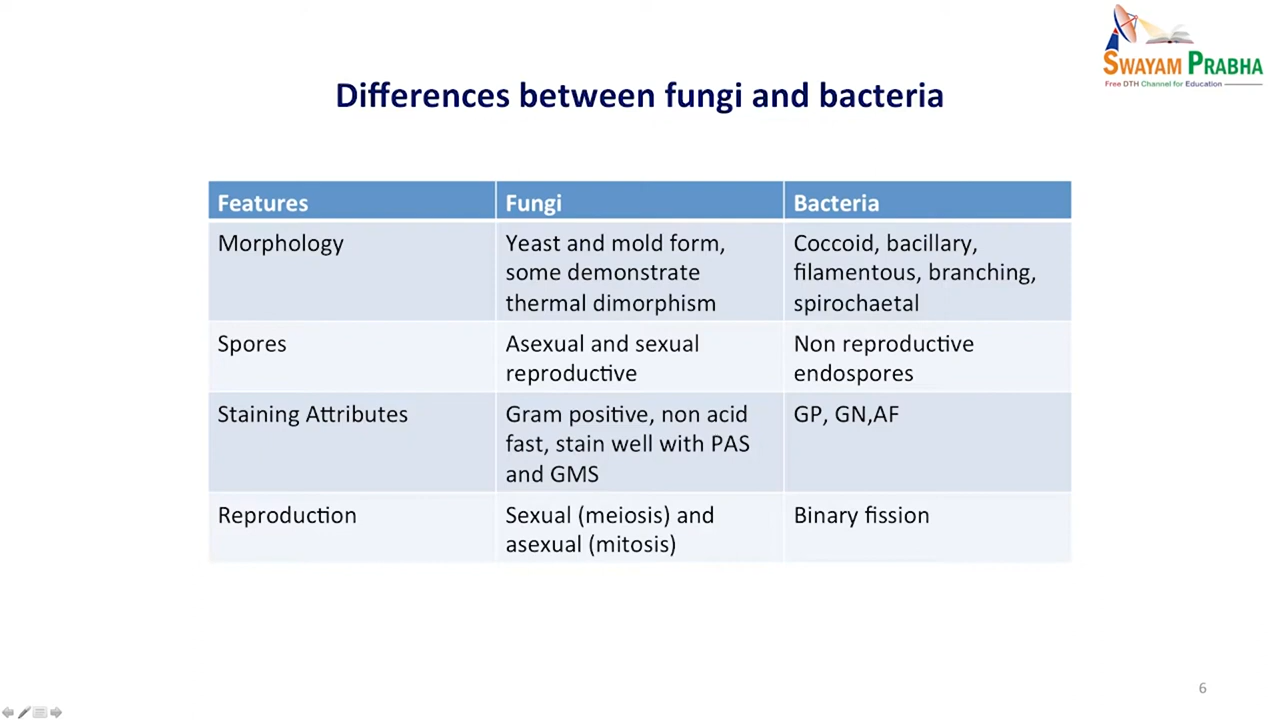 SWAYAM PRABHA
Free DTH Channel for Education
Differences between fungi and bacteria
Features Fungi Bacteria
Morphology Yeast and mold form, Coccoid, bacillary,
some demonstrate filamentous, branching,
thermal dimorphism spirochaetal
Spores Asexual and sexual Non reproductive
reproductive endospores
Staining Attributes Gram positive, non acid GP, GN,AF
fast, stain well with PAS
and GMS
Reproduction Sexual (meiosis) and Binary fission
asexual (mitosis)
6